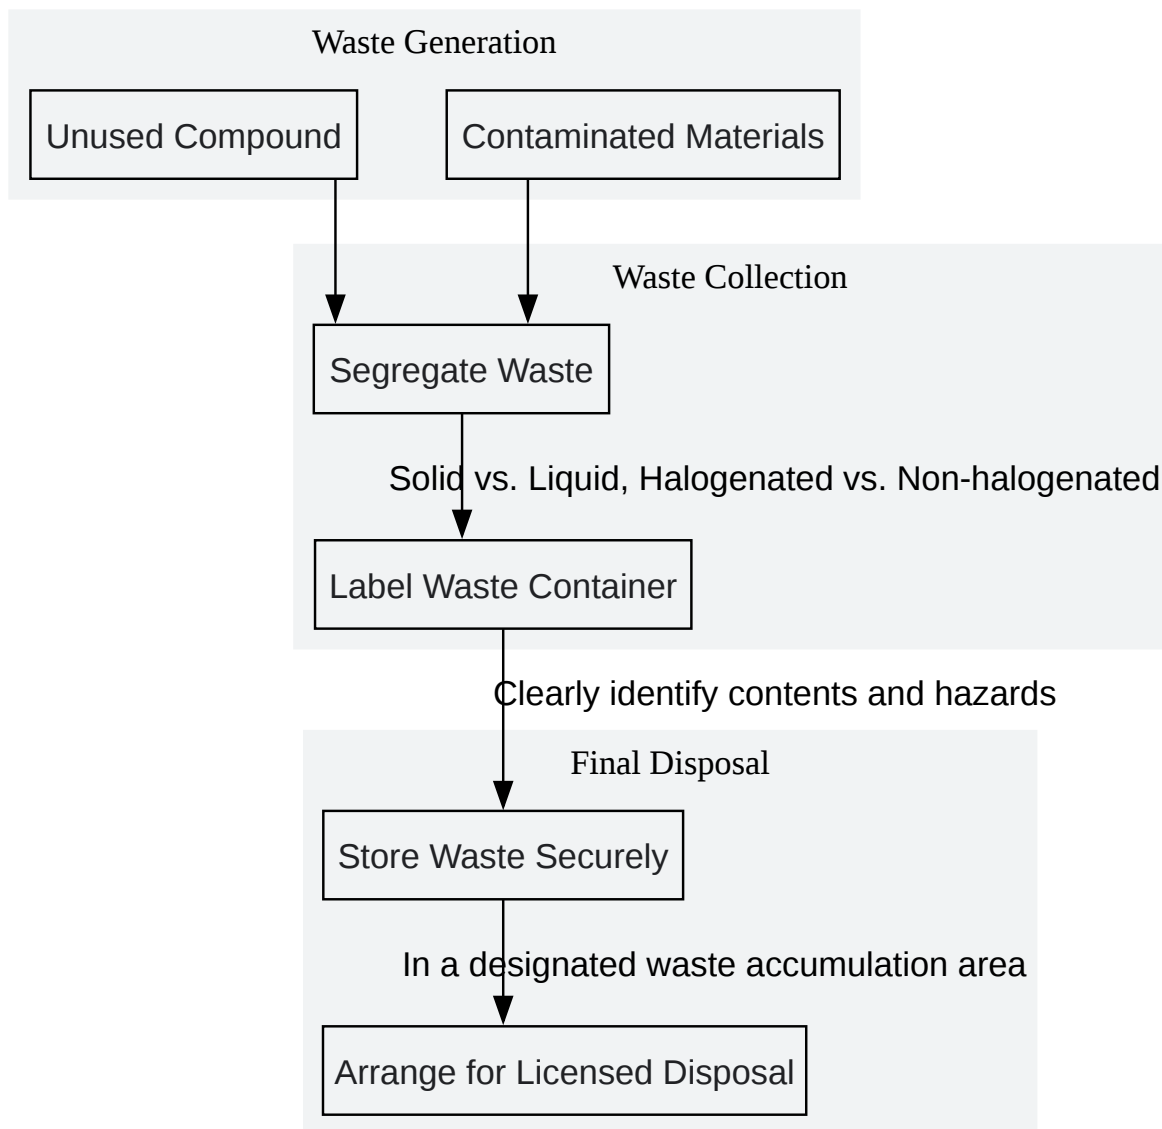 Waste Generation
Unused Compound
Contaminated Materials
Waste Collection
Segregate Waste
Solid vs. Liquid, Halogenated vs. Non-halogenated
Label Waste Container
Clearly identify contents and hazards
Final Disposal
Store Waste Securely
In a designated waste accumulation area
Arrange for Licensed Disposal